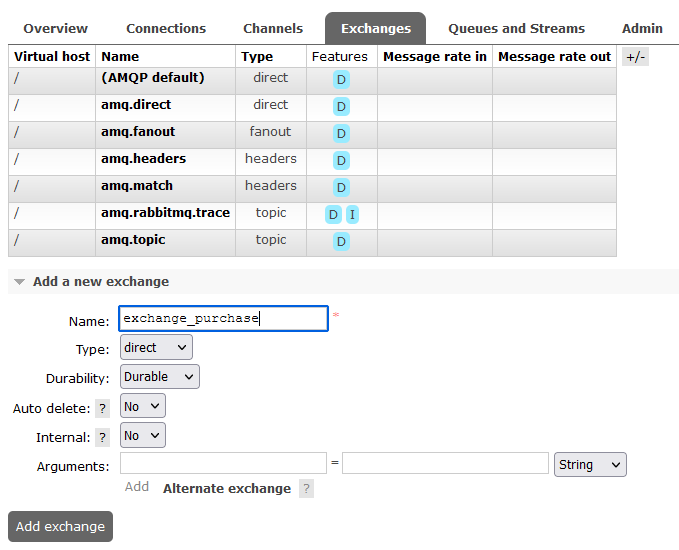 Overview Connections Channels Exchanges Queues and Streams Admin
Virtual host Name Type Features Message rate in Message rate out +/-
/ (AMQP default) direct D
/ amq.direct direct D
/ amq.fanout fanout D
/ amq.headers headers D
/ amq.match headers D
/ amq.rabbitmq.trace topic D I
/ amq.topic topic D
Add a new exchange
Name: exchange_purchase *
Type: direct
Durability: Durable
Auto delete: ? No
Internal: ? No
Arguments: = String
Add Alternate exchange ?
Add exchange